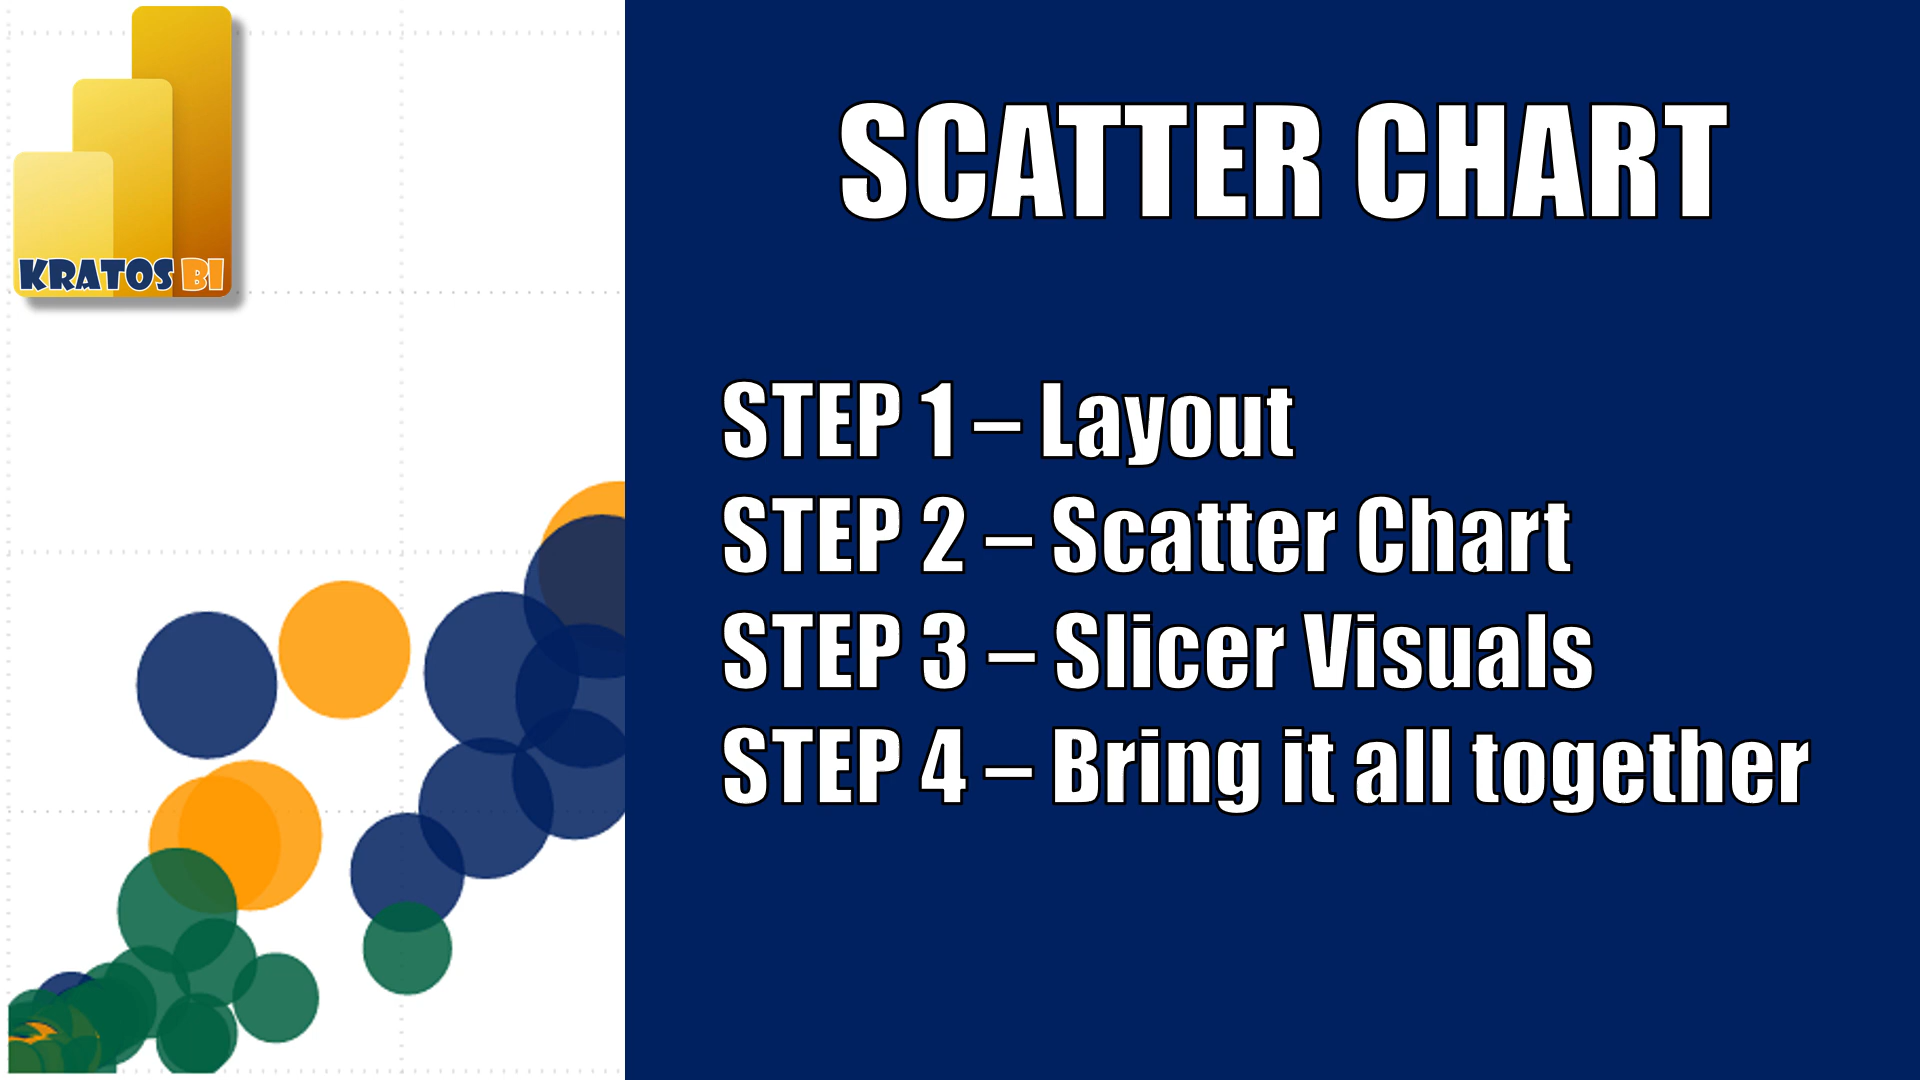 KRATOS BI
SCATTER CHART
STEP 1 – Layout
STEP 2 – Scatter Chart
STEP 3 – Slicer Visuals
STEP 4 – Bring it all together